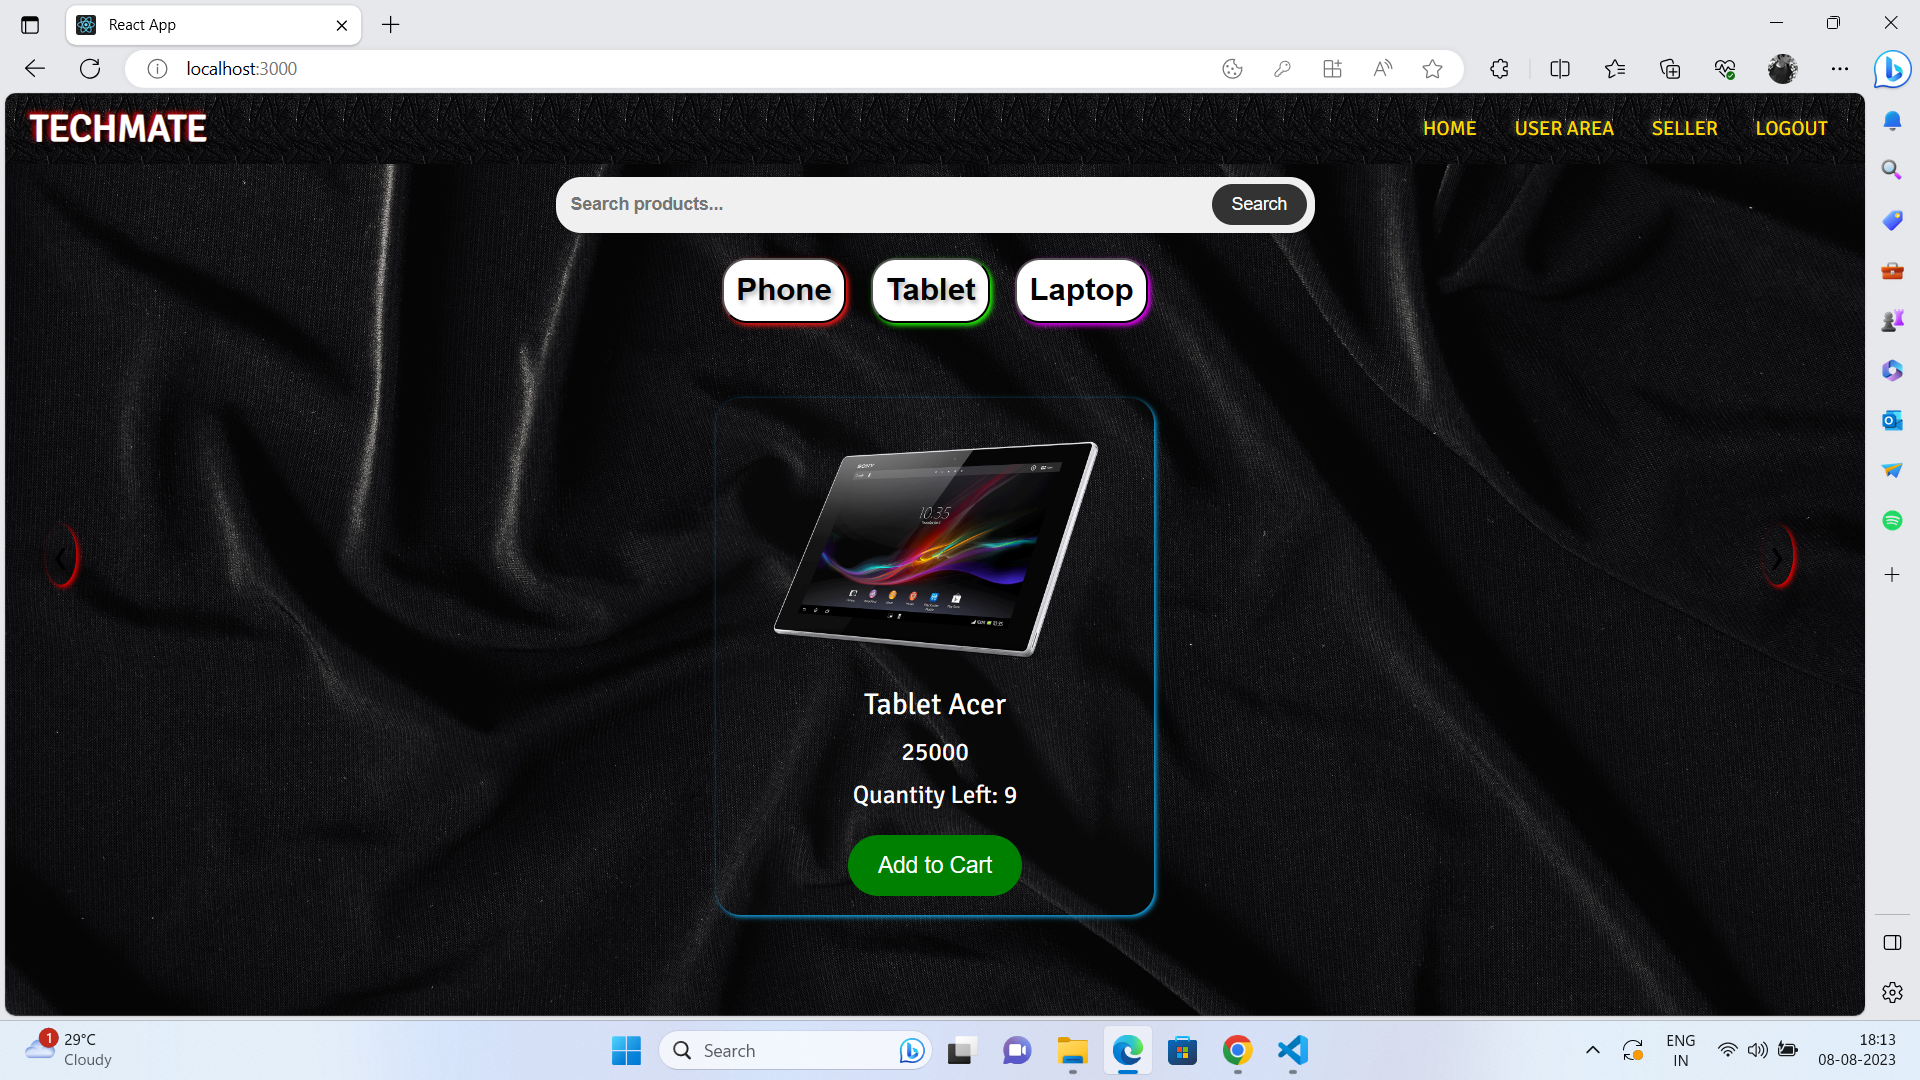 React App
localhost:3000
TECHMATE
HOME
USER AREA
SELLER
LOGOUT
Search products...
Search
Phone
Tablet
Laptop
SONY
10:35
Tablet Acer
25000
Quantity Left: 9
Add to Cart
1
29°C
Cloudy
Search
ENG
IN
18:13
08-08-2023